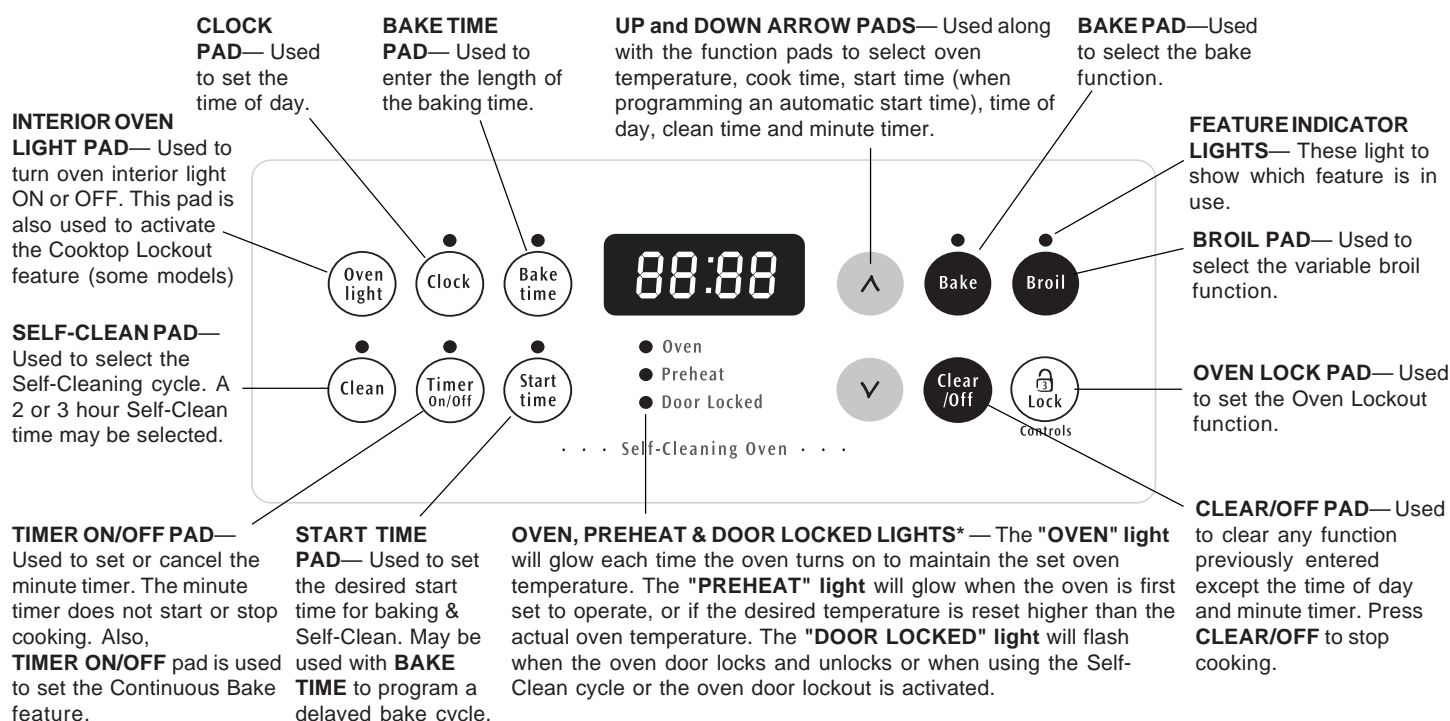 CLOCK
PAD— Used
to set the
time of day.
BAKE TIME
PAD— Used to
enter the length of
the baking time.
UP and DOWN ARROW PADS— Used along
with the function pads to select oven
temperature, cook time, start time (when
programming an automatic start time), time of
day, clean time and minute timer.
BAKE PAD—Used
to select the bake
function.
INTERIOR OVEN
LIGHT PAD— Used to
turn oven interior light
ON or OFF. This pad is
also used to activate
the Cooktop Lockout
feature (some models)
FEATURE INDICATOR
LIGHTS— These light to
show which feature is in
use.
BROIL PAD— Used to
select the variable broil
function.
Oven
light
Clock
Bake
time
88:88
Bake
Broil
SELF-CLEAN PAD—
Used to select the
Self-Cleaning cycle. A
2 or 3 hour Self-Clean
time may be selected.
Clean
Timer
On/Off
Start
time
Oven
Preheat
Door Locked
Clear
/Off
3
Lock
Controls
· · · Self-Cleaning Oven · · ·
OVEN LOCK PAD— Used
to set the Oven Lockout
function.
TIMER ON/OFF PAD—
Used to set or cancel the
minute timer. The minute
timer does not start or stop
cooking. Also,
TIMER ON/OFF pad is used
to set the Continuous Bake
feature.
START TIME
PAD— Used to set
the desired start
time for baking &
Self-Clean. May be
used with BAKE
TIME to program a
delayed bake cycle.
OVEN, PREHEAT & DOOR LOCKED LIGHTS* — The "OVEN" light
will glow each time the oven turns on to maintain the set oven
temperature. The "PREHEAT" light will glow when the oven is first
set to operate, or if the desired temperature is reset higher than the
actual oven temperature. The "DOOR LOCKED" light will flash
when the oven door locks and unlocks or when using the Self-
Clean cycle or the oven door lockout is activated.
CLEAR/OFF PAD— Used
to clear any function
previously entered
except the time of day
and minute timer. Press
CLEAR/OFF to stop
cooking.